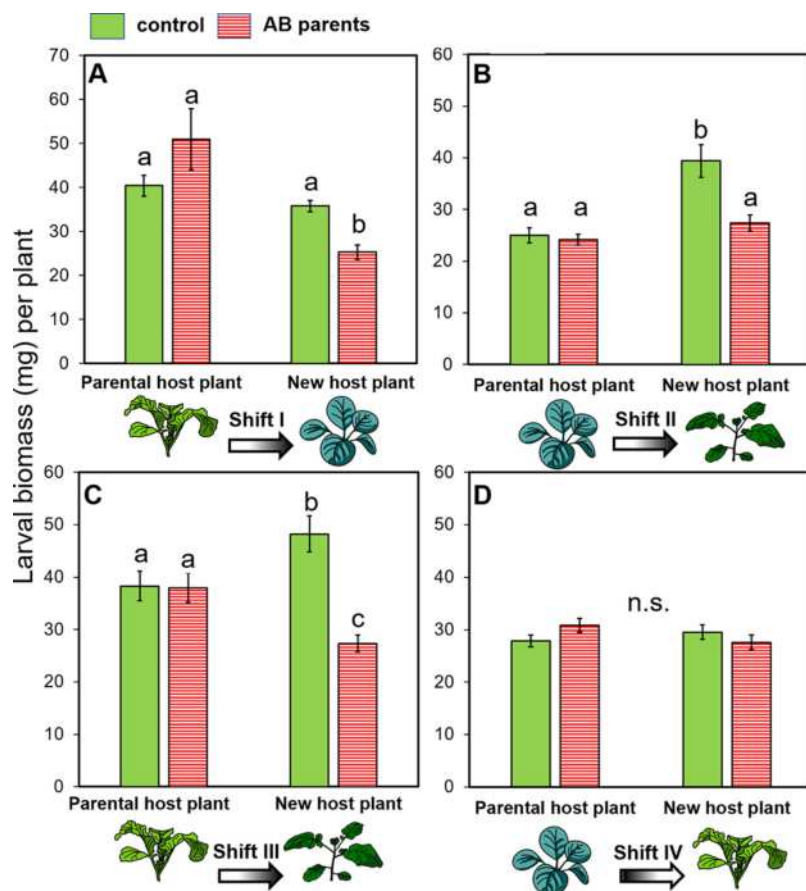 control AB parents
Larval biomass (mg) per plant
A
70
60
50
40
30
20
10
0
a
a
a
b
Parental host plant New host plant
Shift I
B
60
50
40
30
20
10
0
a
a
b
a
Parental host plant New host plant
Shift II
C
60
50
40
30
20
10
0
a
a
b
c
Parental host plant New host plant
Shift III
D
60
50
40
30
20
10
0
n.s.
Parental host plant New host plant
Shift IV